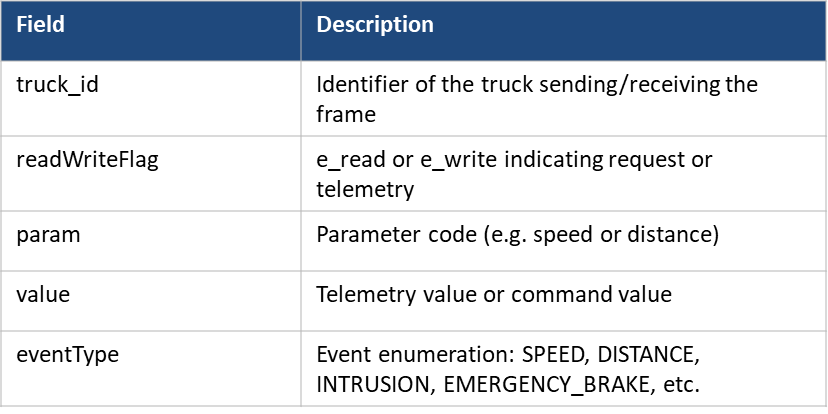 Field
Description
truck_id
Identifier of the truck sending/receiving the
frame
readWriteFlag
e_read or e_write indicating request or
telemetry
param
Parameter code (e.g. speed or distance)
value
Telemetry value or command value
eventType
Event enumeration: SPEED, DISTANCE,
INTRUSION, EMERGENCY_BRAKE, etc.